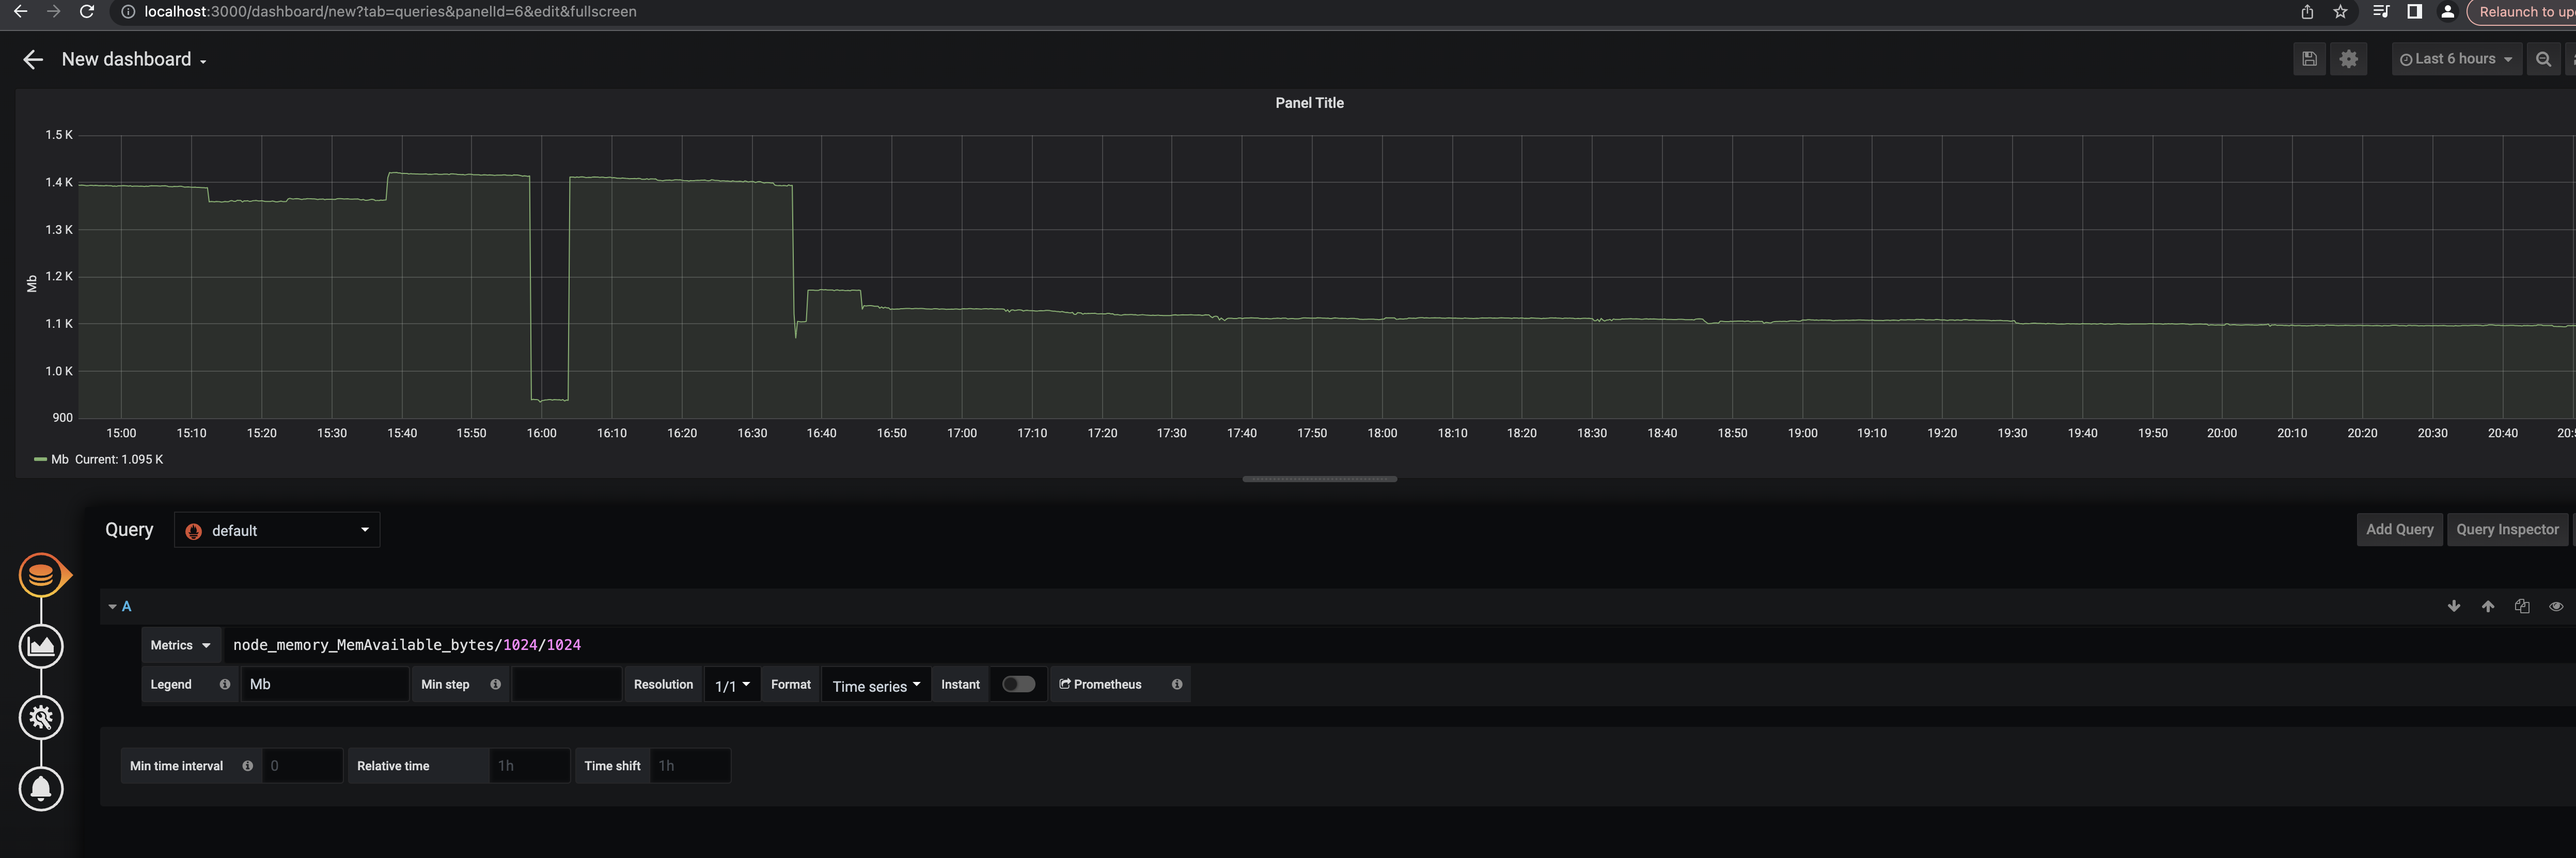 localhost:3000/dashboard/new?tab=queries&panelId=6&edit&fullscreen
Relaunch to up
New dashboard
Last 6 hours
Panel Title
1.5 K
1.4 K
1.3 K
1.2 K
1.1 K
1.0 K
900
Mb
15:00 15:10 15:20 15:30 15:40 15:50 16:00 16:10 16:20 16:30 16:40 16:50 17:00 17:10 17:20 17:30 17:40 17:50 18:00 18:10 18:20 18:30 18:40 18:50 19:00 19:10 19:20 19:30 19:40 19:50 20:00 20:10 20:20 20:30 20:40 20:5
Mb Current: 1.095 K
Query default Add Query Query Inspector
A
Metrics node_memory_MemAvailable_bytes/1024/1024
Legend Mb Min step Resolution 1/1 Format Time series Instant Prometheus
Min time interval 0 Relative time 1h Time shift 1h